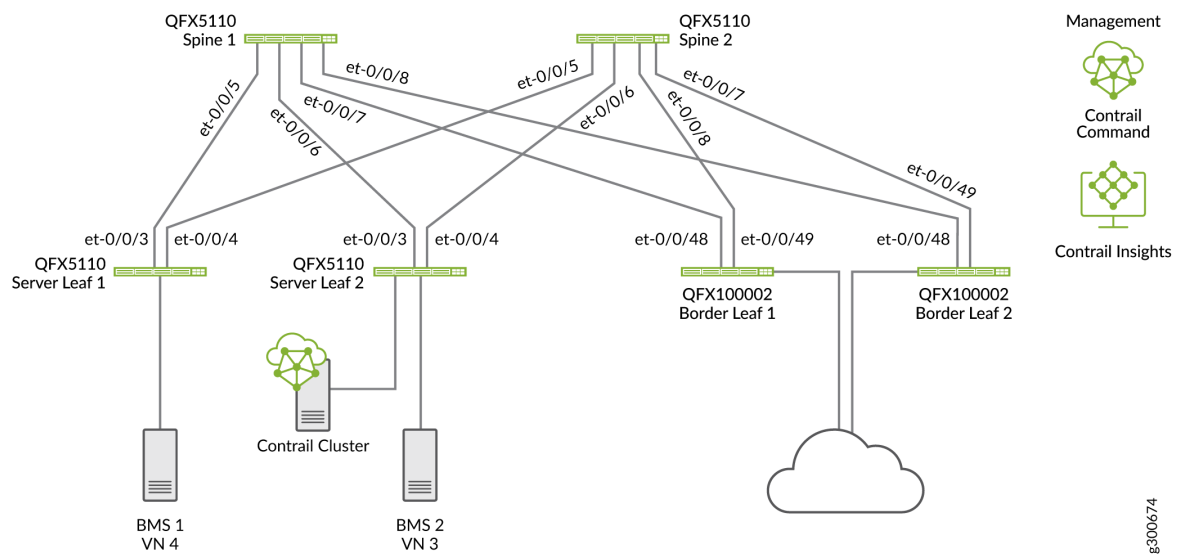 QFX5110
Spine 1
QFX5110
Spine 2
Management
Contrail
Command
Contrail Insights
et-0/0/5
et-0/0/6
et-0/0/7
et-0/0/8
et-0/0/5
et-0/0/6
et-0/0/8
et-0/0/7
et-0/0/49
et-0/0/3
et-0/0/4
et-0/0/3
et-0/0/4
et-0/0/48
et-0/0/49
et-0/0/48
QFX5110
Server Leaf 1
QFX5110
Server Leaf 2
QFX100002
Border Leaf 1
QFX100002
Border Leaf 2
Contrail Cluster
BMS 1
VN 4
BMS 2
VN 3
g300674